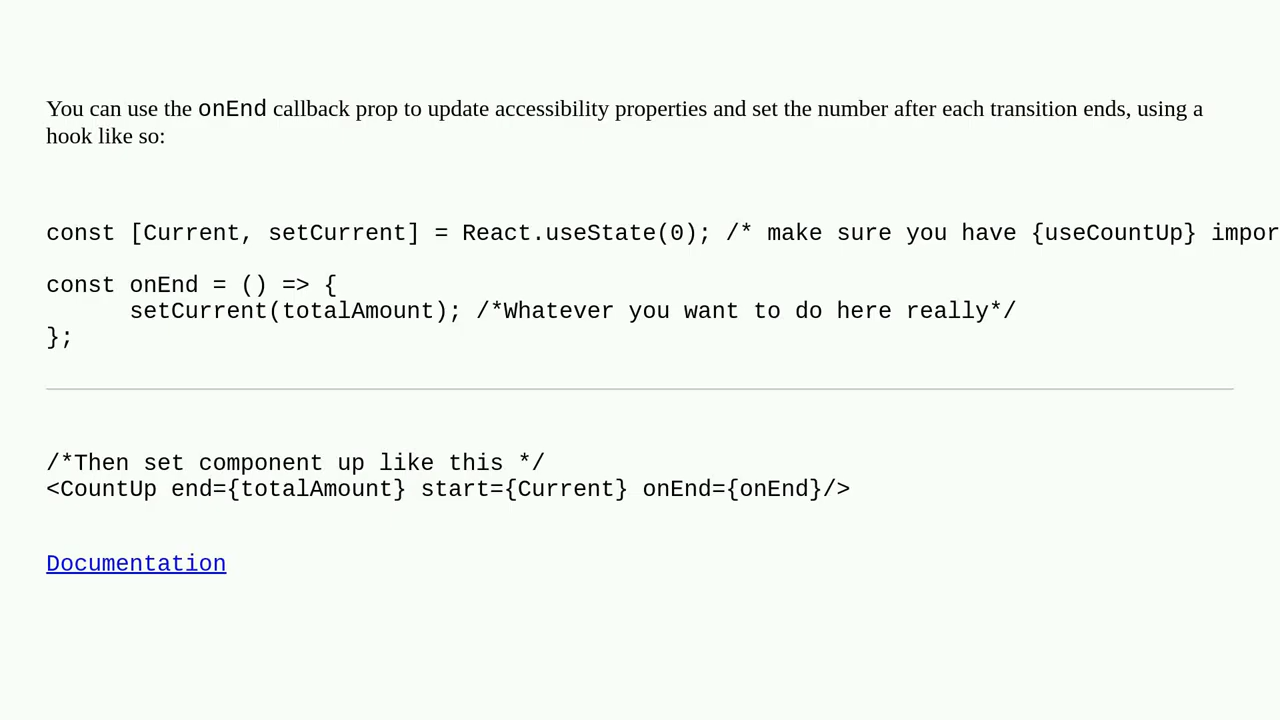 You can use the onEnd callback prop to update accessibility properties and set the number after each transition ends, using a
hook like so:
const [Current, setCurrent] = React.useState(0); /* make sure you have {useCountUp} impor
const onEnd = () => {
setCurrent(totalAmount); /*Whatever you want to do here really*/
};
/*Then set component up like this */
<CountUp end={totalAmount} start={Current} onEnd={onEnd}/>
Documentation